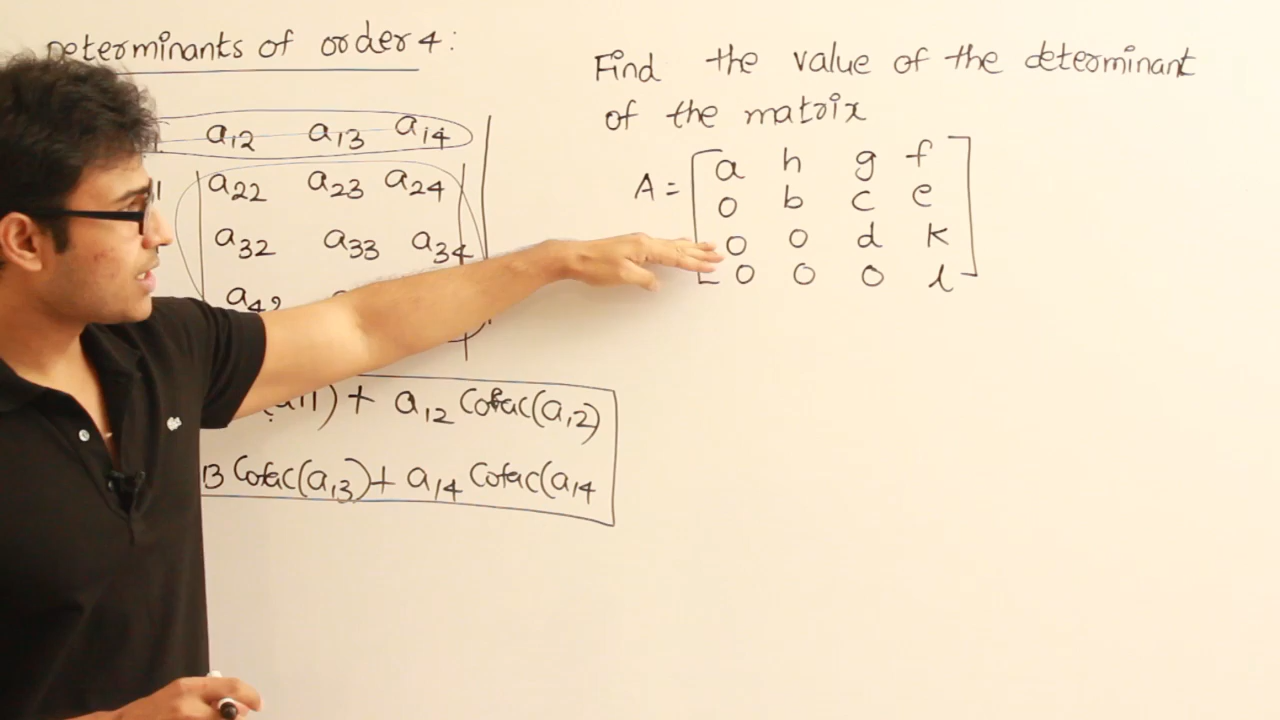 Determinants of order 4:
a12 a13 a14
a22 a23 a24
a32 a33 a34
a42
a11) + a12 Cofac(a12)
13 Cofac(a13) + a14 Cofac(a14
Find the value of the determinant
of the matrix
A = [ a h g f
0 b c e
0 0 d k
0 0 0 l ]